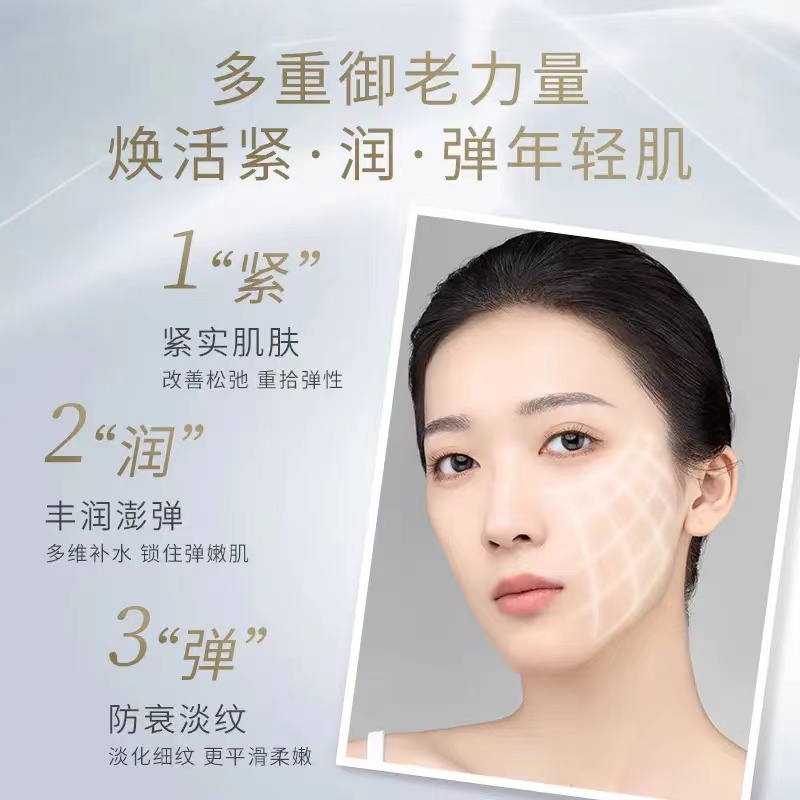 多重御老力量
焕活紧·润·弹年轻肌
1“紧”
紧实肌肤
改善松弛 重拾弹性
2“润”
丰润澎弹
多维补水 锁住弹嫩肌
3“弹”
防衰淡纹
淡化细纹 更平滑柔嫩